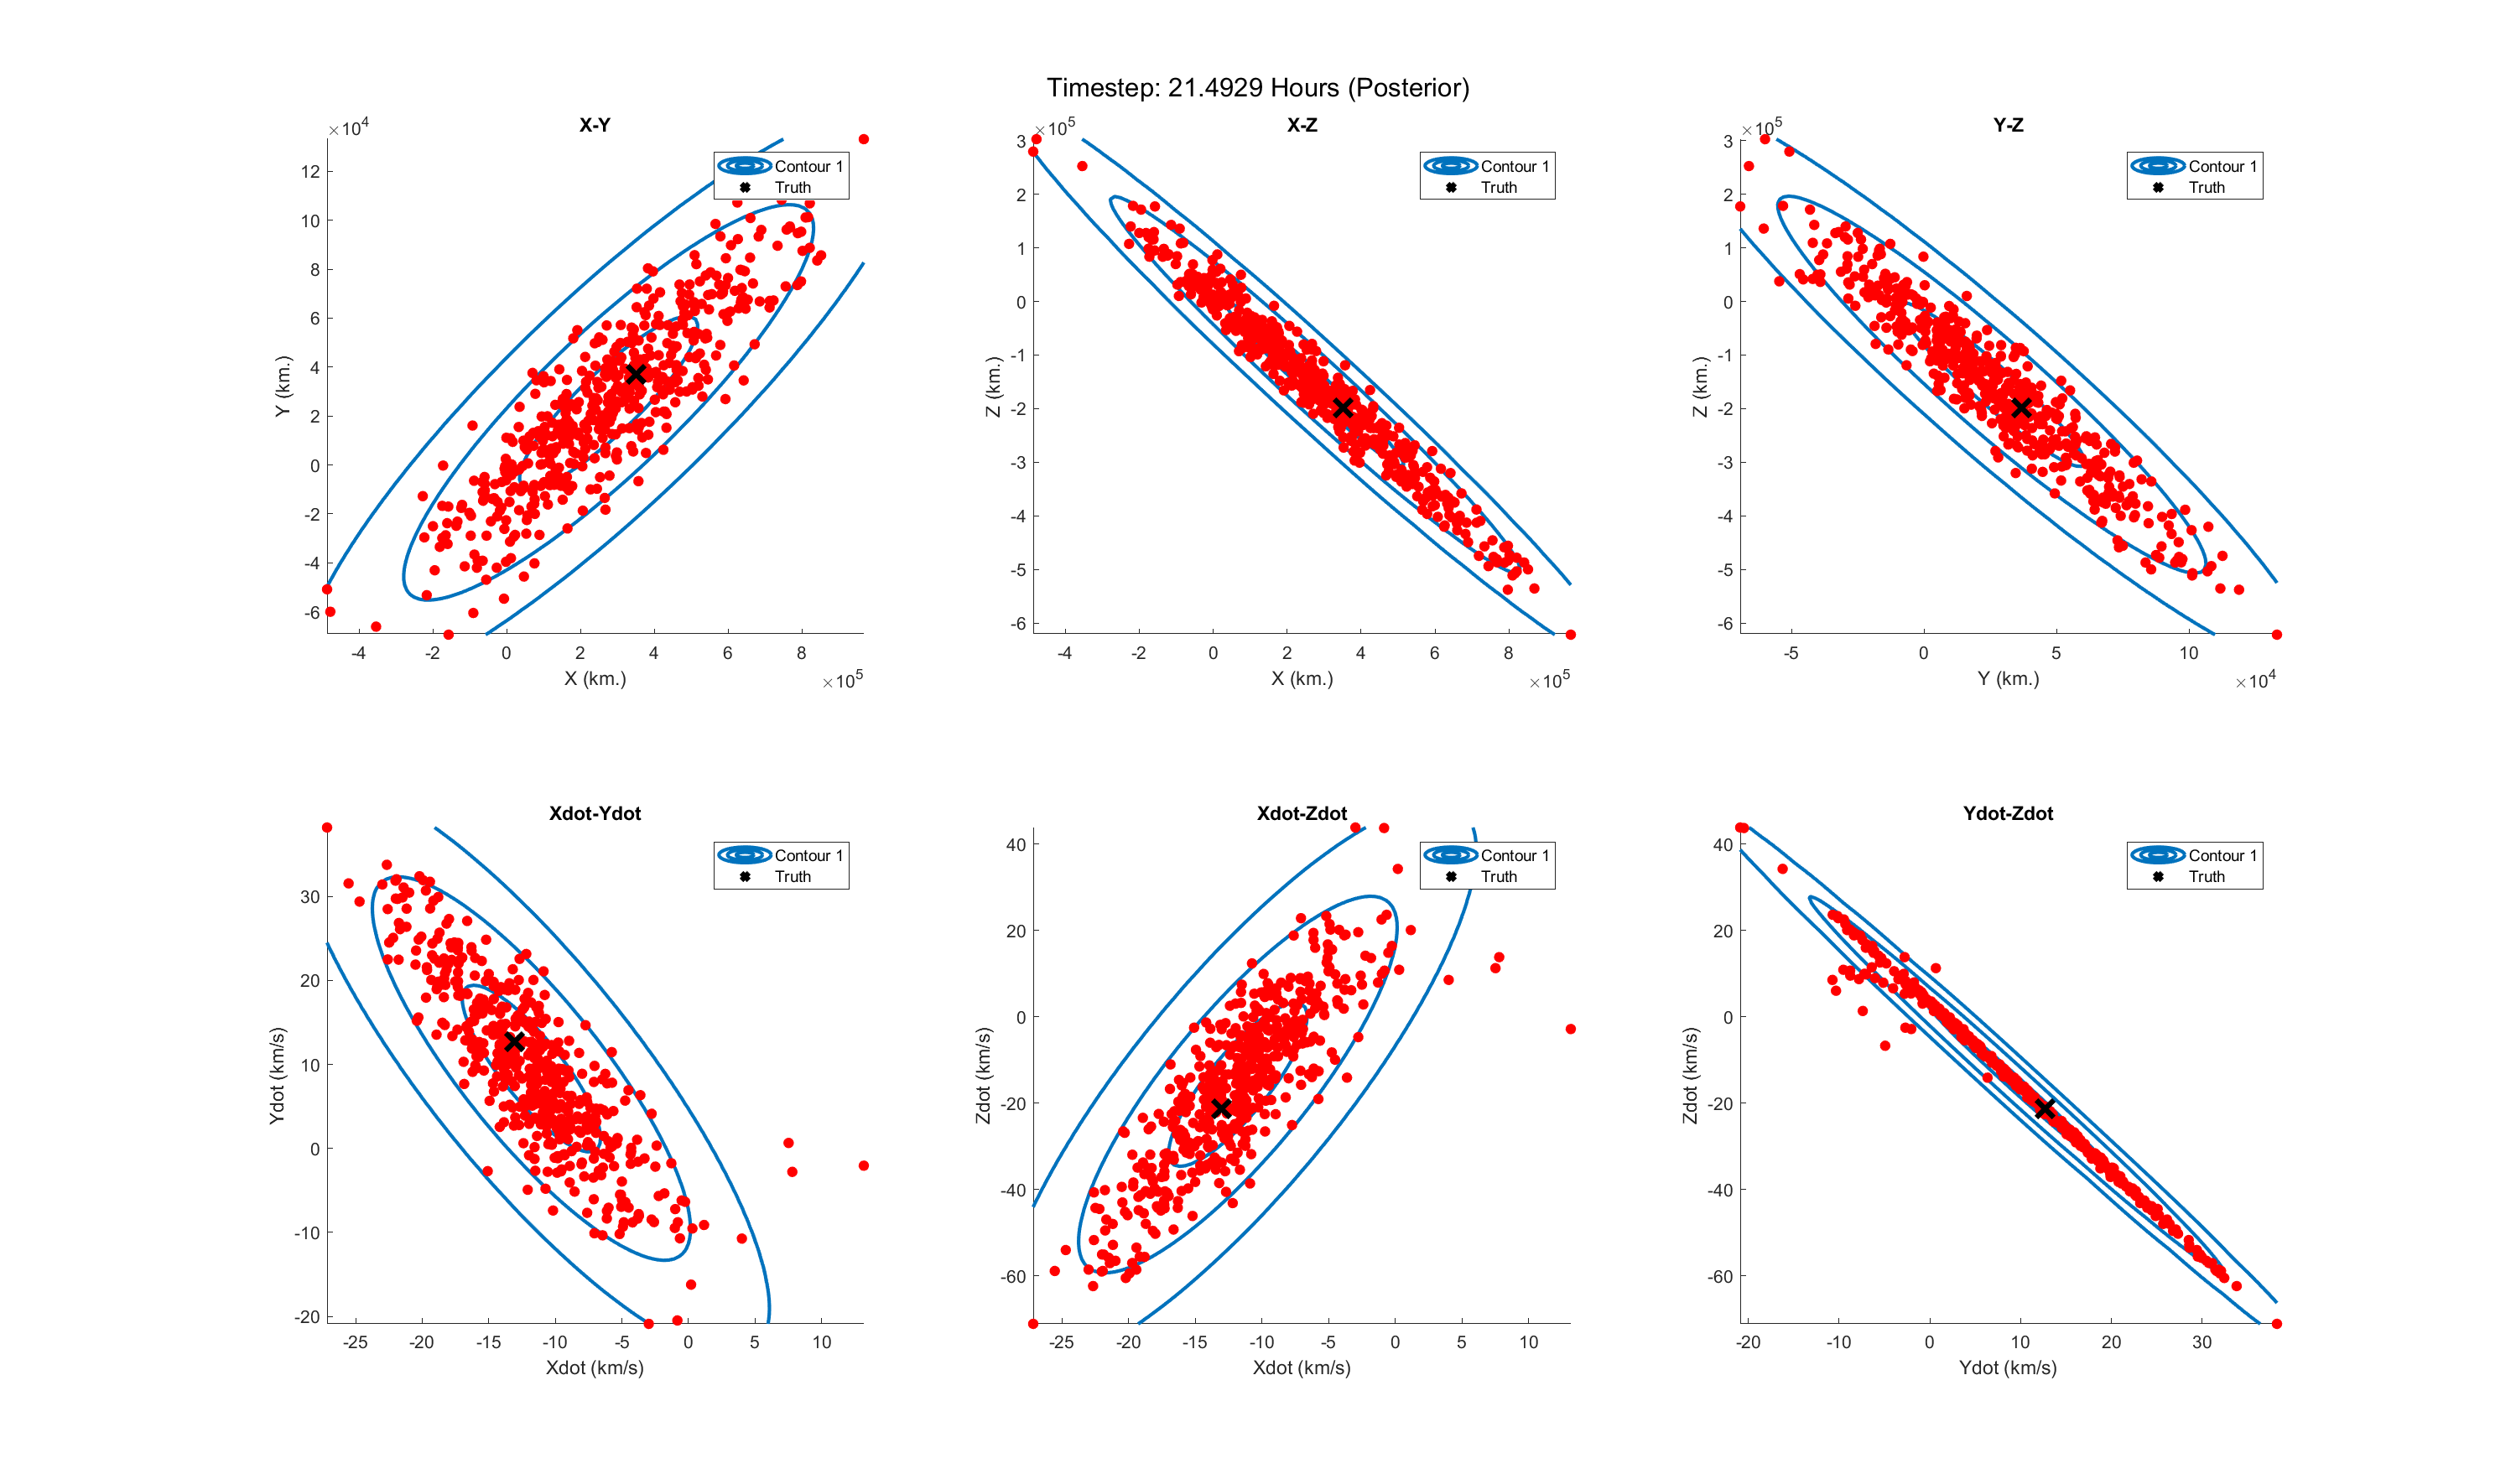 Timestep: 21.4929 Hours (Posterior)
X-Y
×10^4
12
10
8
6
4
2
0
-2
-4
-6
Y (km.)
-4 -2 0 2 4 6 8
X (km.)
×10^5
Contour 1
Truth
X-Z
×10^5
3
2
1
0
-1
-2
-3
-4
-5
-6
Z (km.)
-4 -2 0 2 4 6 8
X (km.)
×10^5
Contour 1
Truth
Y-Z
×10^5
3
2
1
0
-1
-2
-3
-4
-5
-6
Z (km.)
-5 0 5 10
Y (km.)
×10^4
Contour 1
Truth
Xdot-Ydot
30
20
10
0
-10
-20
Ydot (km/s)
-25 -20 -15 -10 -5 0 5 10
Xdot (km/s)
Contour 1
Truth
Xdot-Zdot
40
20
0
-20
-40
-60
Zdot (km/s)
-25 -20 -15 -10 -5 0 5 10
Xdot (km/s)
Contour 1
Truth
Ydot-Zdot
40
20
0
-20
-40
-60
Zdot (km/s)
-20 -10 0 10 20 30
Ydot (km/s)
Contour 1
Truth